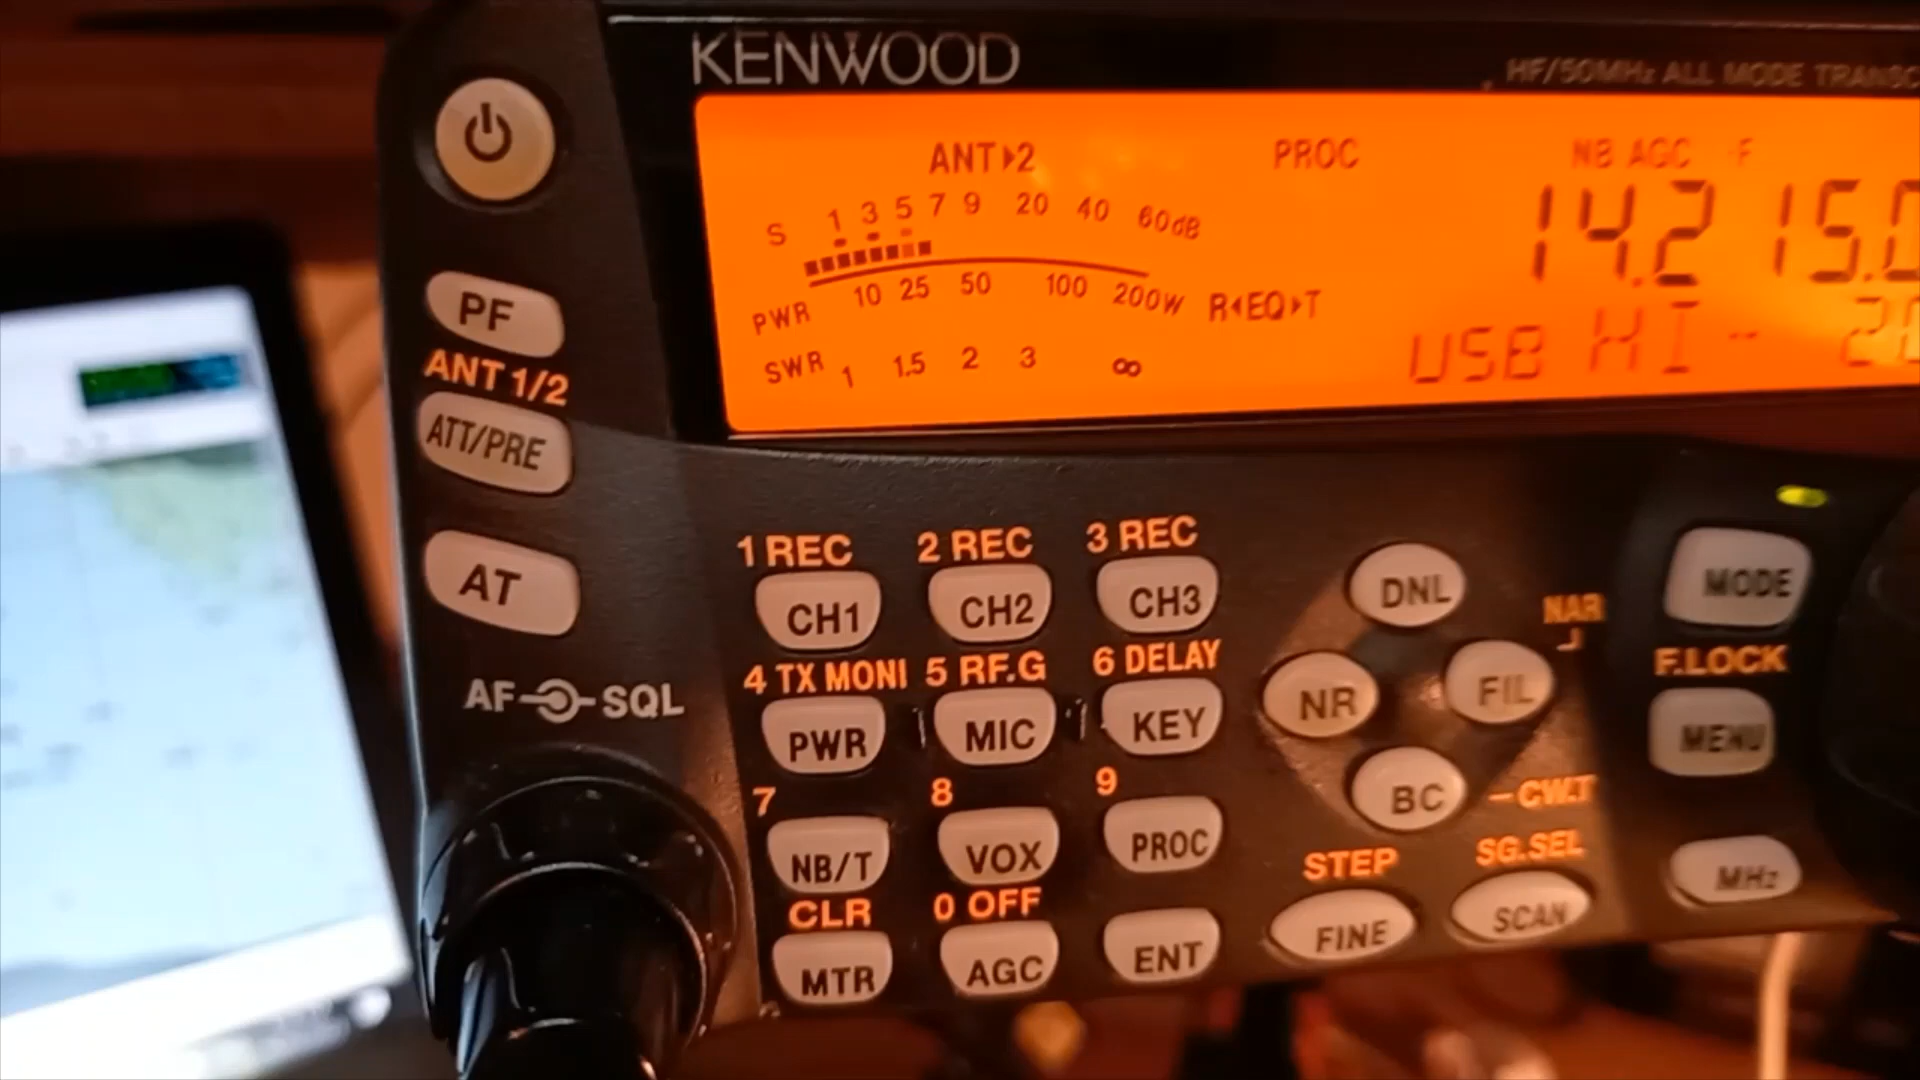 KENWOOD
HF/50MHz ALL MODE TRANSC
ANT▸2 PROC NB AGC F
S 1 3 5 7 9 20 40 60dB
14.215.0
PWR 10 25 50 100 200W R◂EQ▸T
USB HI- 20
SWR 1 1.5 2 3 ∞
PF
ANT 1/2
ATT/PRE
AT
AF SQL
1 REC 2 REC 3 REC
CH1 CH2 CH3
4 TX MONI 5 RF.G 6 DELAY
PWR MIC KEY
7 8 9
NB/T VOX PROC
CLR 0 OFF
MTR AGC ENT
DNL
NAR
NR FIL
BC
CW.T
STEP SG.SEL
FINE SCAN
MODE
F.LOCK
MENU
MHz